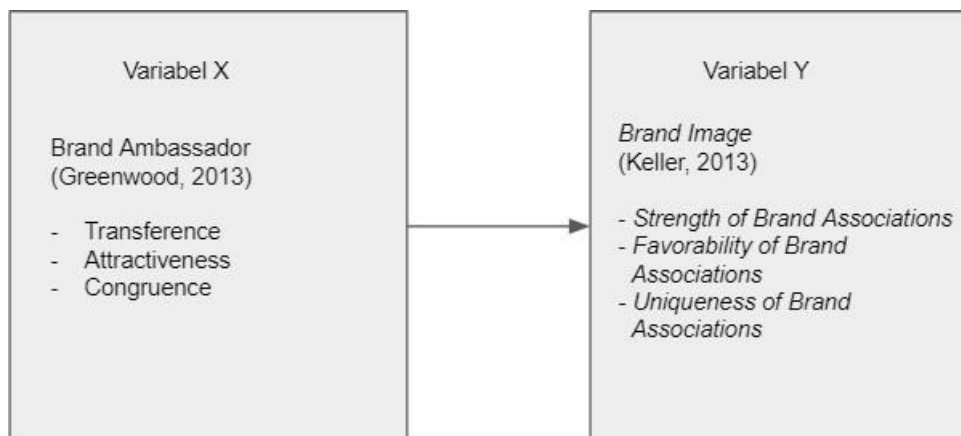 Variabel X
Brand Ambassador
(Greenwood, 2013)
- Transference
- Attractiveness
- Congruence
Variabel Y
Brand Image
(Keller, 2013)
- Strength of Brand Associations
- Favorability of Brand
Associations
- Uniqueness of Brand
Associations